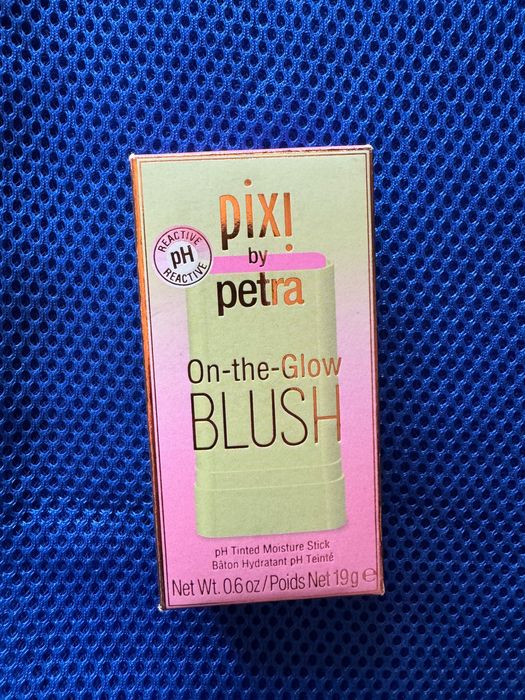 pixi
by
petra
REACTIVE
pH
REACTIVE
On-the-Glow
BLUSH
pH Tinted Moisture Stick
Bâton Hydratant pH Teinté
Net Wt. 0.6 oz/Poids Net 19g e